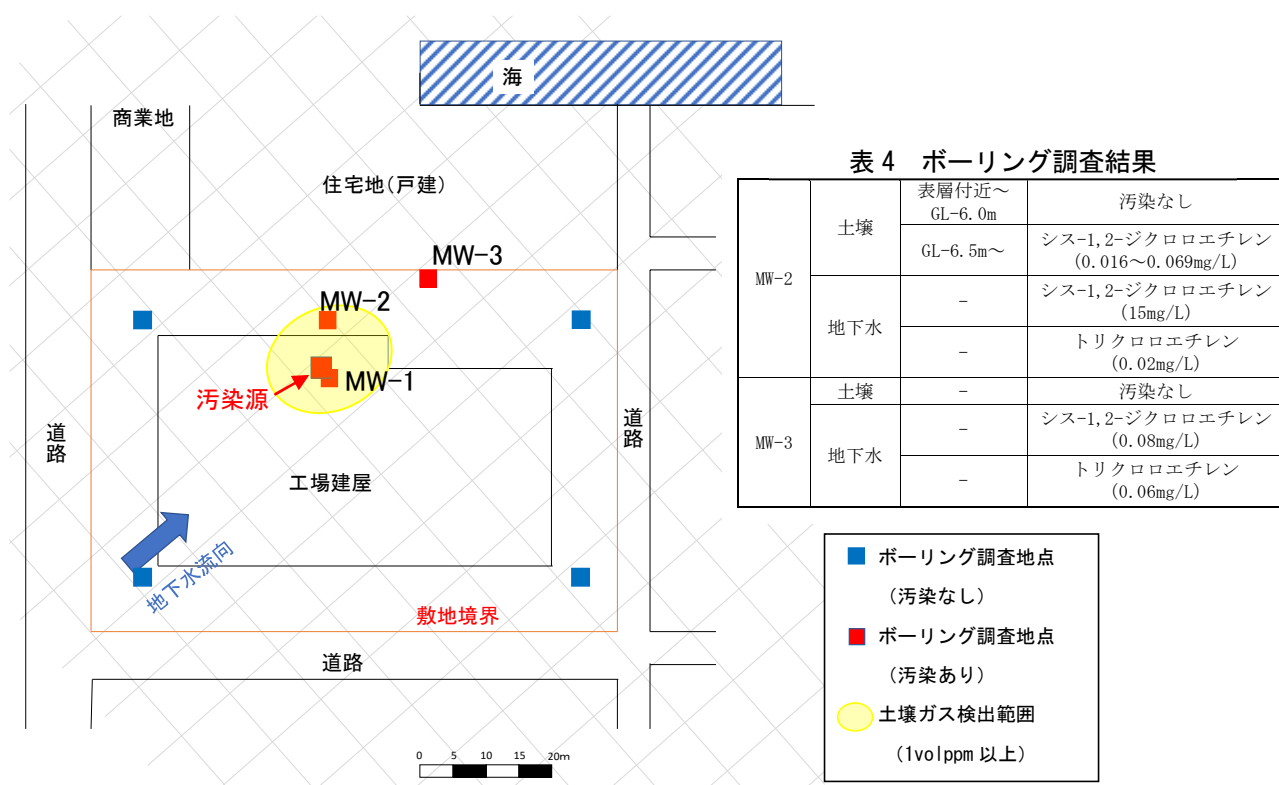 海
商業地
住宅地(戸建)
MW-3
MW-2
MW-1
汚染源
道路
道路
工場建屋
地下水流向
敷地境界
道路
0 5 10 15 20m
表4 ボーリング調査結果
MW-2
土壌
表層付近～
GL-6.0m
汚染なし
GL-6.5m～
シス-1,2-ジクロロエチレン
(0.016～0.069mg/L)
地下水
-
シス-1,2-ジクロロエチレン
(15mg/L)
-
トリクロロエチレン
(0.02mg/L)
MW-3
土壌
-
汚染なし
地下水
-
シス-1,2-ジクロロエチレン
(0.08mg/L)
-
トリクロロエチレン
(0.06mg/L)
ボーリング調査地点
(汚染なし)
ボーリング調査地点
(汚染あり)
土壌ガス検出範囲
(1volppm 以上)